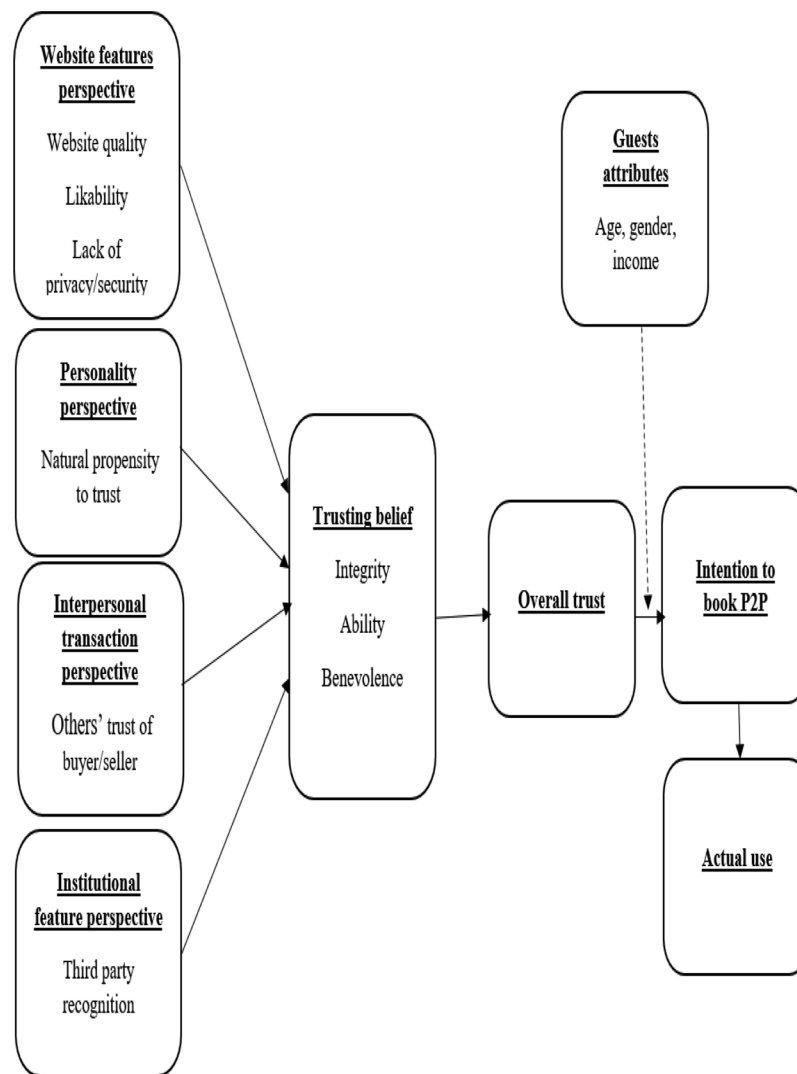 Website features
perspective
Website quality
Likability
Lack of
privacy/security
Personality
perspective
Natural propensity
to trust
Interpersonal
transaction
perspective
Others’ trust of
buyer/seller
Institutional
feature perspective
Third party
recognition
Trusting belief
Integrity
Ability
Benevolence
Overall trust
Guests
attributes
Age, gender,
income
Intention to
book P2P
Actual use